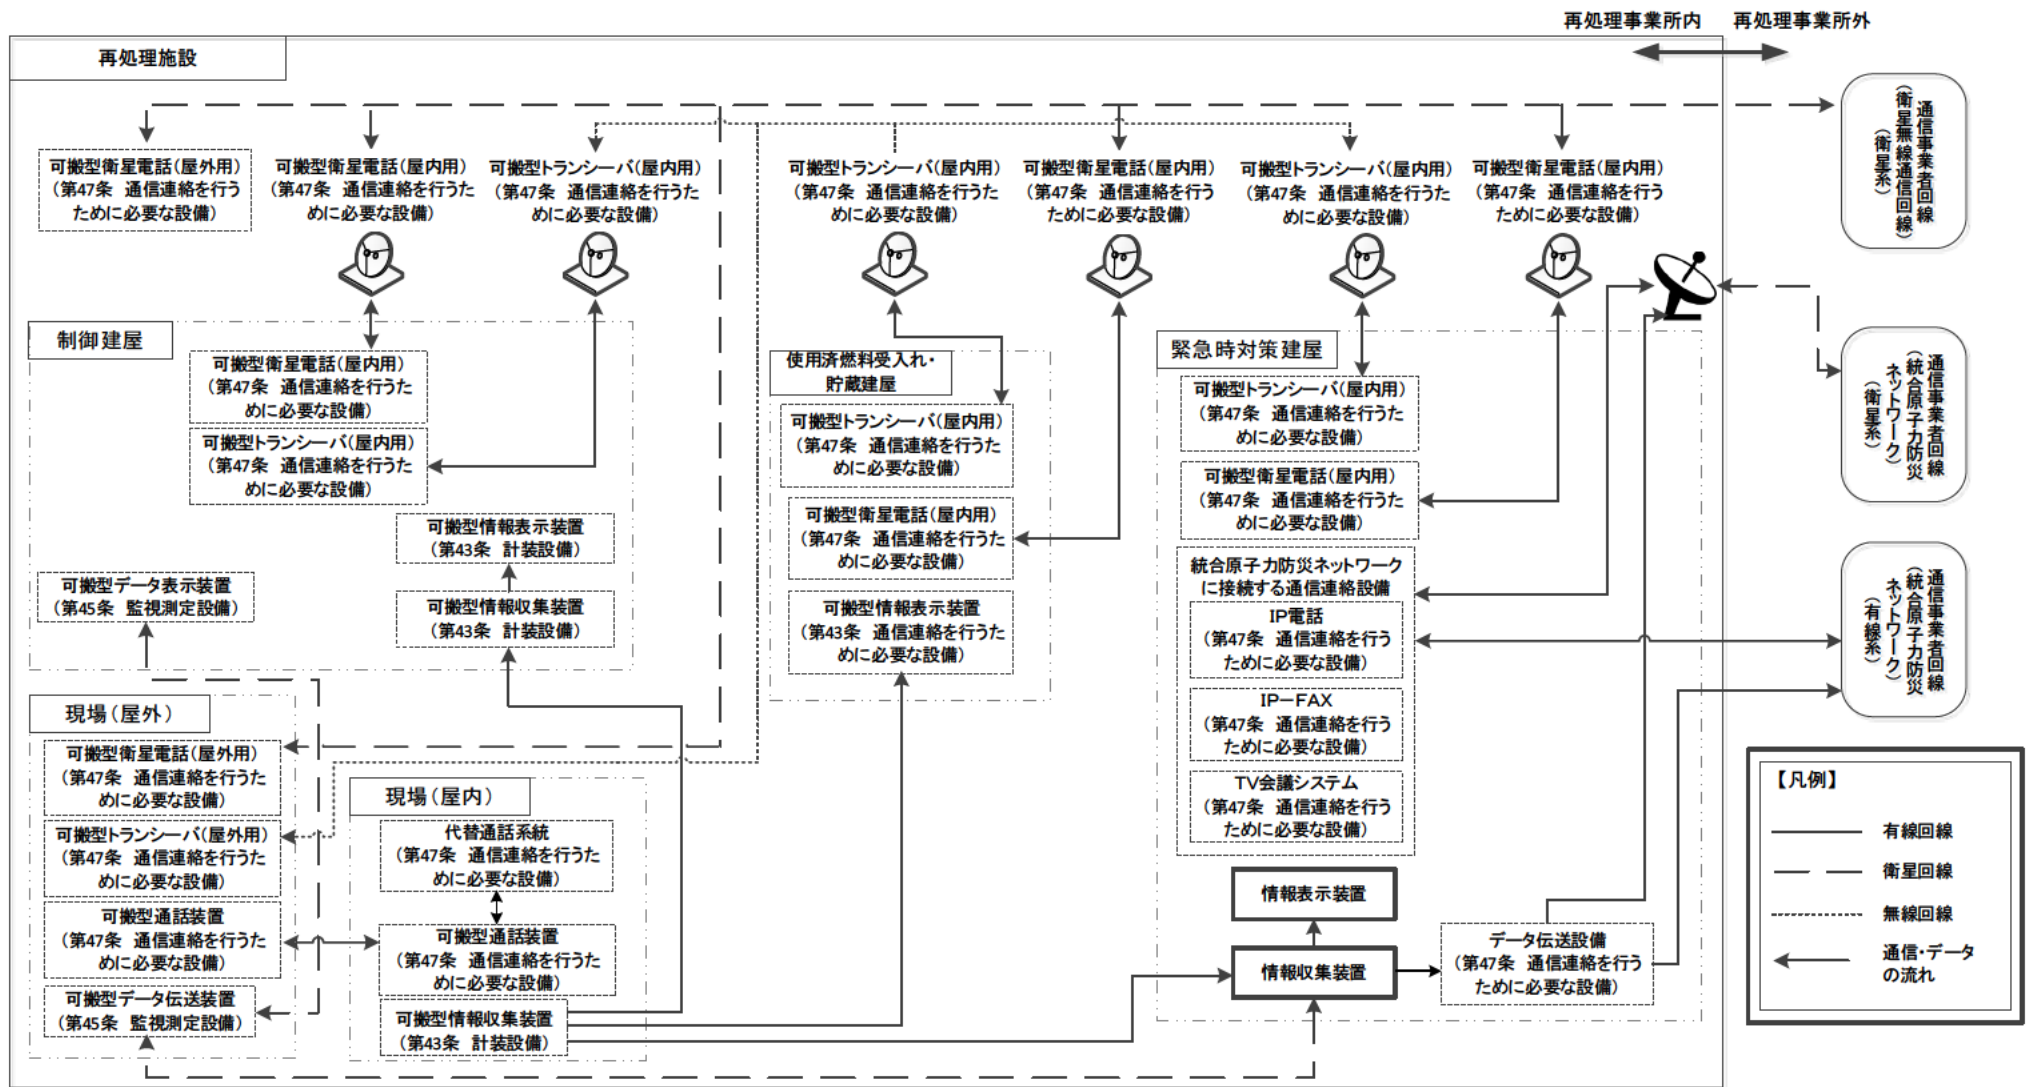 再処理事業所内
再処理事業所外
再処理施設
可搬型衛星電話(屋外用)
(第47条　通信連絡を行う
ために必要な設備)
可搬型衛星電話(屋内用)
(第47条　通信連絡を行うた
めに必要な設備)
可搬型トランシーバ(屋内用)
(第47条　通信連絡を行うた
めに必要な設備)
可搬型トランシーバ(屋内用)
(第47条　通信連絡を行うた
めに必要な設備)
可搬型衛星電話(屋内用)
(第47条　通信連絡を行うた
めに必要な設備)
可搬型トランシーバ(屋内用)
(第47条　通信連絡を行うた
めに必要な設備)
可搬型衛星電話(屋内用)
(第47条　通信連絡を行う
ために必要な設備)
通信事業者回線
(衛星無線通信回線)
(衛星系)
制御建屋
可搬型衛星電話(屋内用)
(第47条　通信連絡を行うた
めに必要な設備)
可搬型トランシーバ(屋内用)
(第47条　通信連絡を行うた
めに必要な設備)
可搬型情報表示装置
(第43条　計装設備)
可搬型データ表示装置
(第45条　監視測定設備)
可搬型情報収集装置
(第43条　計装設備)
使用済燃料受入れ・
貯蔵建屋
可搬型トランシーバ(屋内用)
(第47条　通信連絡を行うた
めに必要な設備)
可搬型衛星電話(屋内用)
(第47条　通信連絡を行うた
めに必要な設備)
可搬型情報表示装置
(第43条　通信連絡を行うた
めに必要な設備)
緊急時対策建屋
可搬型トランシーバ(屋内用)
(第47条　通信連絡を行うた
めに必要な設備)
可搬型衛星電話(屋内用)
(第47条　通信連絡を行うた
めに必要な設備)
統合原子力防災ネットワーク
に接続する通信連絡設備
IP電話
(第47条　通信連絡を行う
ために必要な設備)
IP－FAX
(第47条　通信連絡を行う
ために必要な設備)
TV会議システム
(第47条　通信連絡を行う
ために必要な設備)
情報表示装置
情報収集装置
データ伝送設備
(第47条　通信連絡を行う
ために必要な設備)
通信事業者回線
(統合原子力防災
ネットワーク)
(衛星系)
通信事業者回線
(統合原子力防災
ネットワーク)
(有線系)
現場(屋外)
可搬型衛星電話(屋外用)
(第47条　通信連絡を行うた
めに必要な設備)
可搬型トランシーバ(屋外用)
(第47条　通信連絡を行うた
めに必要な設備)
可搬型通話装置
(第47条　通信連絡を行うた
めに必要な設備)
可搬型データ伝送装置
(第45条　監視測定設備)
現場(屋内)
代替通話系統
(第47条　通信連絡を行うた
めに必要な設備)
可搬型通話装置
(第47条　通信連絡を行うた
めに必要な設備)
可搬型情報収集装置
(第43条　計装設備)
【凡例】
有線回線
衛星回線
無線回線
通信・データ
の流れ